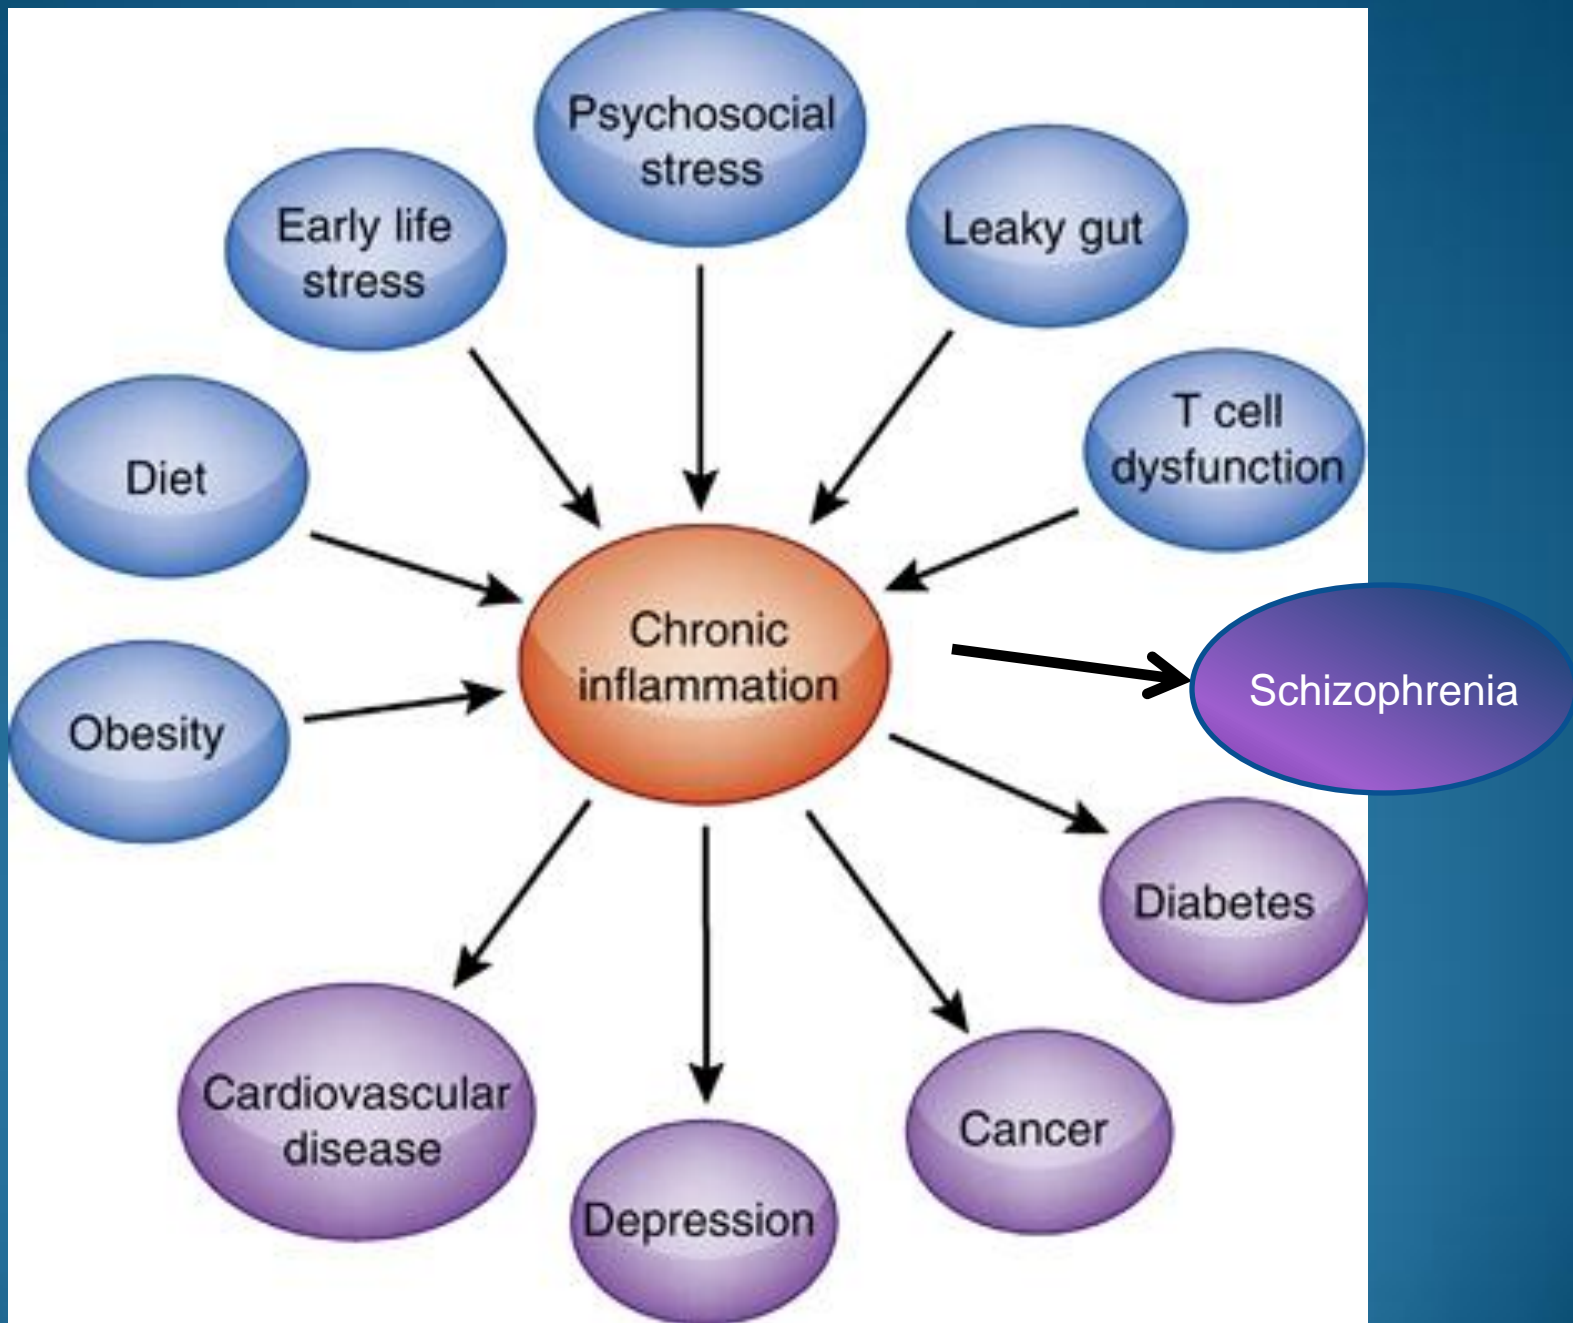 Psychosocial
stress
Early life
stress
Leaky gut
T cell
dysfunction
Diet
Chronic
inflammation
Schizophrenia
Obesity
Diabetes
Cardiovascular
disease
Cancer
Depression